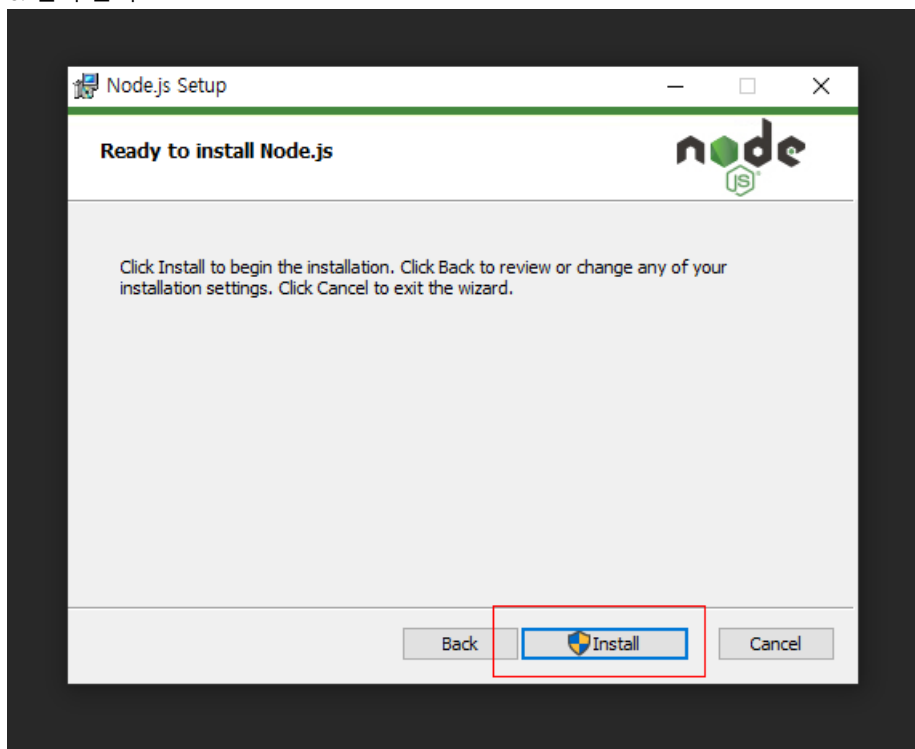 Node.js Setup
Ready to install Node.js
node
JS
Click Install to begin the installation. Click Back to review or change any of your
installation settings. Click Cancel to exit the wizard.
Back
Install
Cancel